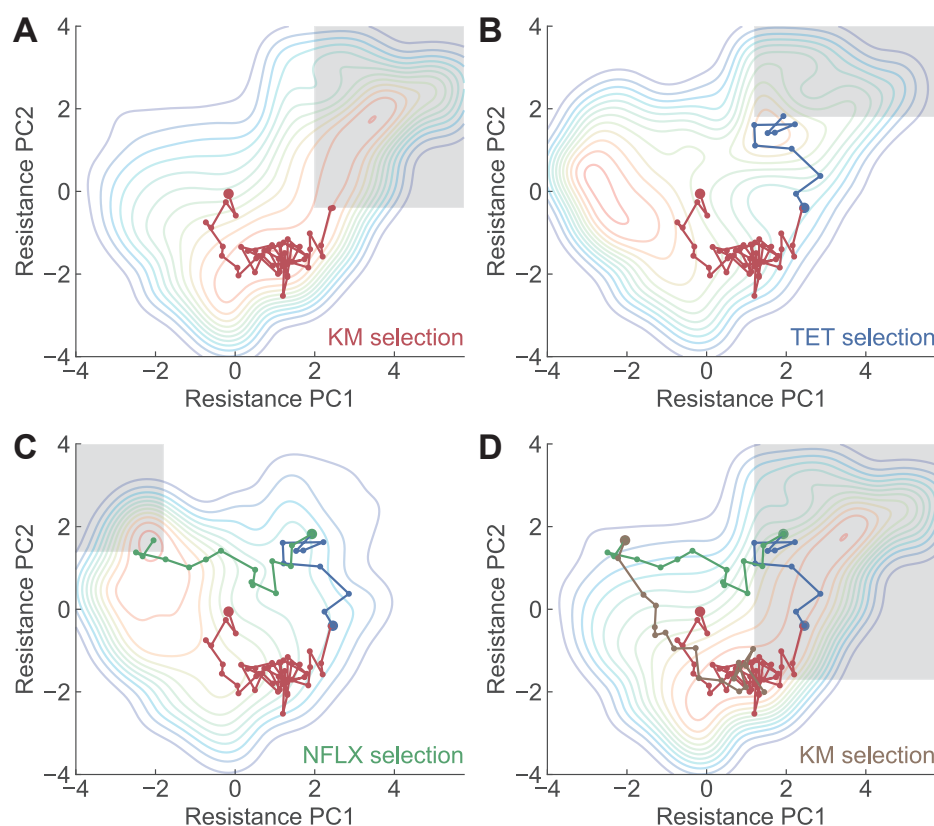 A
B
4
2
0
−2
−4
Resistance PC2
4
2
0
−2
−4
Resistance PC2
KM selection
TET selection
−4
−2
0
2
4
−4
−2
0
2
4
Resistance PC1
Resistance PC1
C
D
4
2
0
−2
−4
Resistance PC2
4
2
0
−2
−4
Resistance PC2
NFLX selection
KM selection
−4
−2
0
2
4
−4
−2
0
2
4
Resistance PC1
Resistance PC1